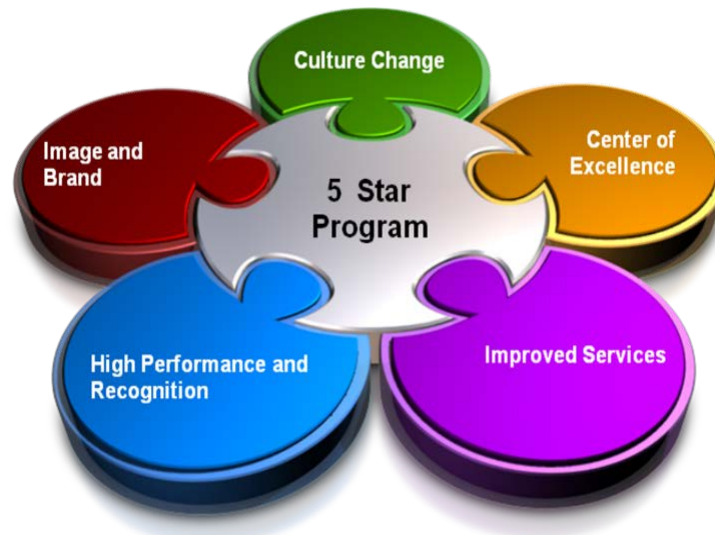 Culture Change
Image and
Brand
Center of
Excellence
5 Star
Program
High Performance and
Recognition
Improved Services